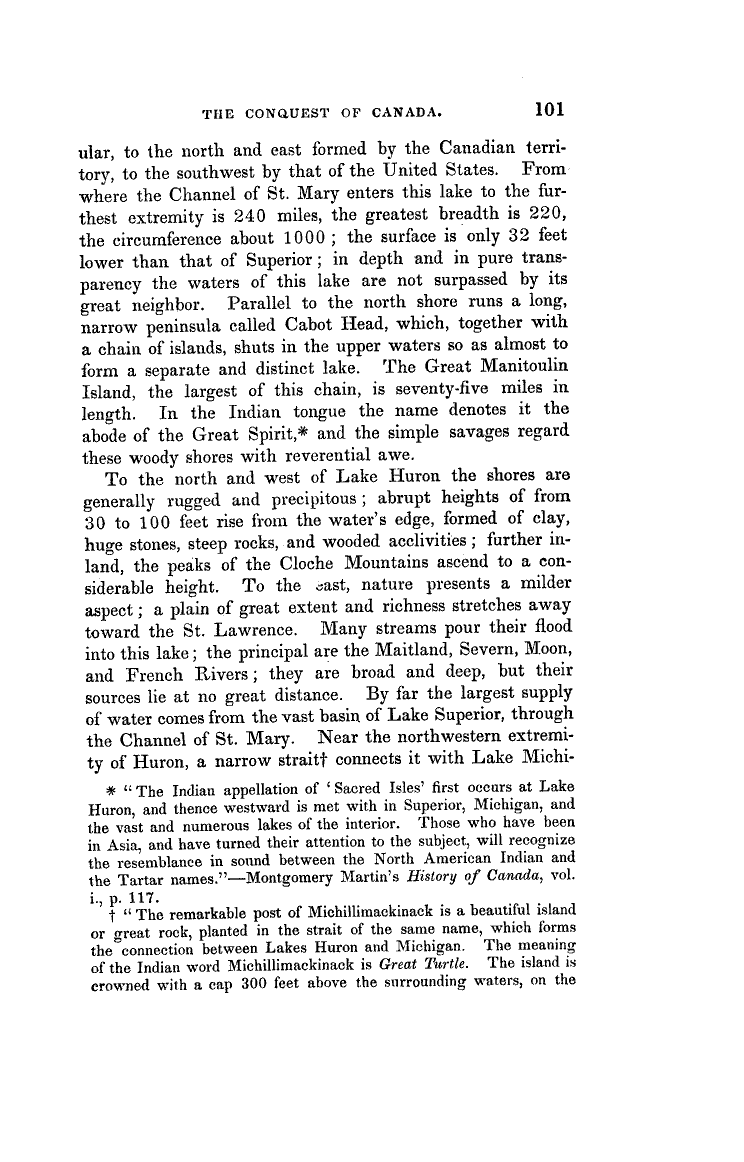 THE CONQUEST OF CANADA. 101
ular, to the north and east formed by the Canadian terri-
tory, to the southwest by that of the United States. From
where the Channel of St. Mary enters this lake to the fur-
thest extremity is 240 miles, the greatest breadth is 220,
the circumference about 1000 ; the surface is only 32 feet
lower than that of Superior ; in depth and in pure trans-
parency the waters of this lake are not surpassed by its
great neighbor. Parallel to the north shore runs a long,
narrow peninsula called Cabot Head, which, together with
a chain of islands, shuts in the upper waters so as almost to
form a separate and distinct lake. The Great Manitoulin
Island, the largest of this chain, is seventy-five miles in
length. In the Indian tongue the name denotes it the
abode of the Great Spirit,* and the simple savages regard
these woody shores with reverential awe.
To the north and west of Lake Huron the shores are
generally rugged and precipitous ; abrupt heights of from
30 to 100 feet rise from the water's edge, formed of clay,
huge stones, steep rocks, and wooded acclivities ; further in-
land, the peaks of the Cloche Mountains ascend to a con-
siderable height. To the east, nature presents a milder
aspect ; a plain of great extent and richness stretches away
toward the St. Lawrence. Many streams pour their flood
into this lake ; the principal are the Maitland, Severn, Moon,
and French Rivers ; they are broad and deep, but their
sources lie at no great distance. By far the largest supply
of water comes from the vast basin of Lake Superior, through
the Channel of St. Mary. Near the northwestern extremi-
ty of Huron, a narrow strait† connects it with Lake Michi-
* “ The Indian appellation of ‘ Sacred Isles’ first occurs at Lake
Huron, and thence westward is met with in Superior, Michigan, and
the vast and numerous lakes of the interior. Those who have been
in Asia, and have turned their attention to the subject, will recognize
the resemblance in sound between the North American Indian and
the Tartar names.”—Montgomery Martin's History of Canada, vol.
i., p. 117.
† “ The remarkable post of Michillimackinack is a beautiful island
or great rock, planted in the strait of the same name, which forms
the connection between Lakes Huron and Michigan. The meaning
of the Indian word Michillimackinack is Great Turtle. The island is
crowned with a cap 300 feet above the surrounding waters, on the